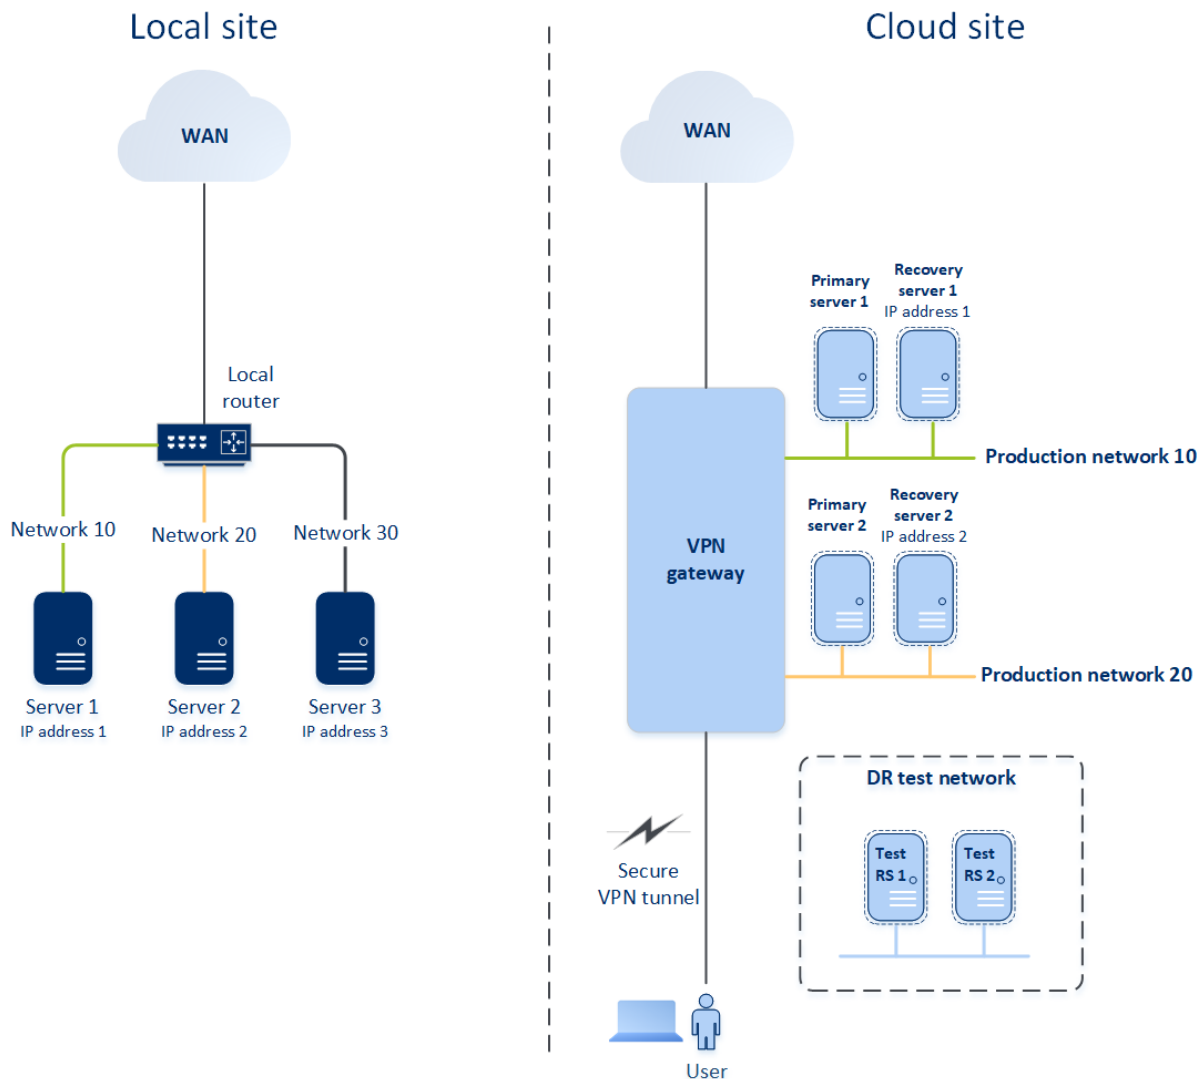 Local site
WAN
Local
router
Network 10
Network 20
Network 30
Server 1
IP address 1
Server 2
IP address 2
Server 3
IP address 3
Cloud site
WAN
Primary
server 1
Recovery
server 1
IP address 1
Production network 10
Primary
server 2
Recovery
server 2
IP address 2
VPN
gateway
Production network 20
DR test network
Test
RS 1
Test
RS 2
Secure
VPN tunnel
User